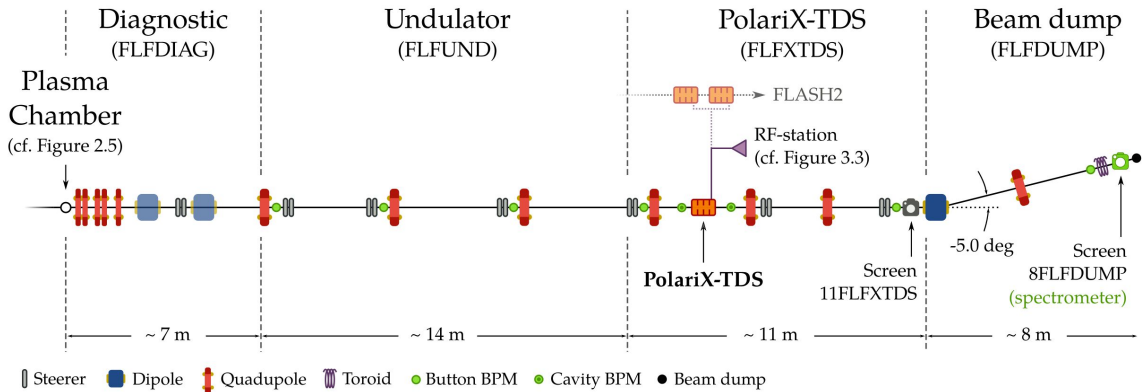 Diagnostic
(FLFDIAG)
Undulator
(FLFUND)
PolariX-TDS
(FLFXTDS)
Beam dump
(FLFDUMP)
Plasma
Chamber
(cf. Figure 2.5)
FLASH2
RF-station
(cf. Figure 3.3)
PolariX-TDS
Screen
11FLFXTDS
-5.0 deg
Screen
8FLFDUMP
(spectrometer)
~ 7 m
~ 14 m
~ 11 m
~ 8 m
Steerer
Dipole
Quadupole
Toroid
Button BPM
Cavity BPM
Beam dump